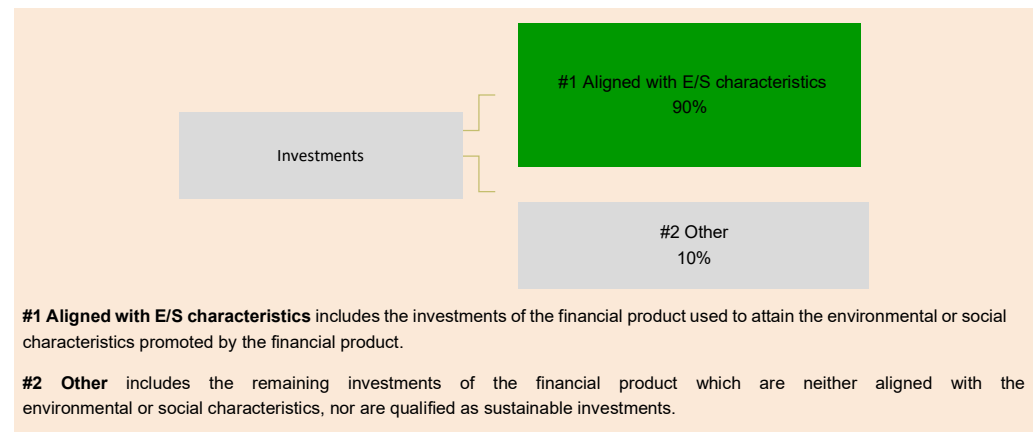 #1 Aligned with E/S characteristics
90%
Investments
#2 Other
10%
#1 Aligned with E/S characteristics includes the investments of the financial product used to attain the environmental or social
characteristics promoted by the financial product.
#2 Other includes the remaining investments of the financial product which are neither aligned with the
environmental or social characteristics, nor are qualified as sustainable investments.